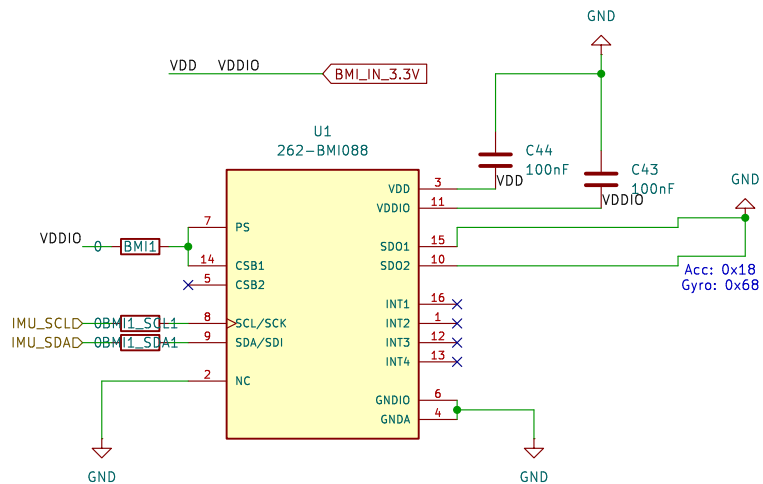 GND
VDD VDDIO BMI_IN_3.3V
U1
262-BMI088
C44
100nF
VDD
C43
100nF
VDDIO
GND
3 VDD
11 VDDIO
7 PS
15 SDO1
VDDIO 0 BMI1
14 CSB1
10 SDO2
5 CSB2
Acc: 0x18
Gyro: 0x68
16 INT1
IMU_SCL 0 BMI1_SCL1 8 SCL/SCK
1 INT2
IMU_SDA 0 BMI1_SDA1 9 SDA/SDI
12 INT3
13 INT4
2 NC
6 GNDIO
4 GNDA
GND
GND